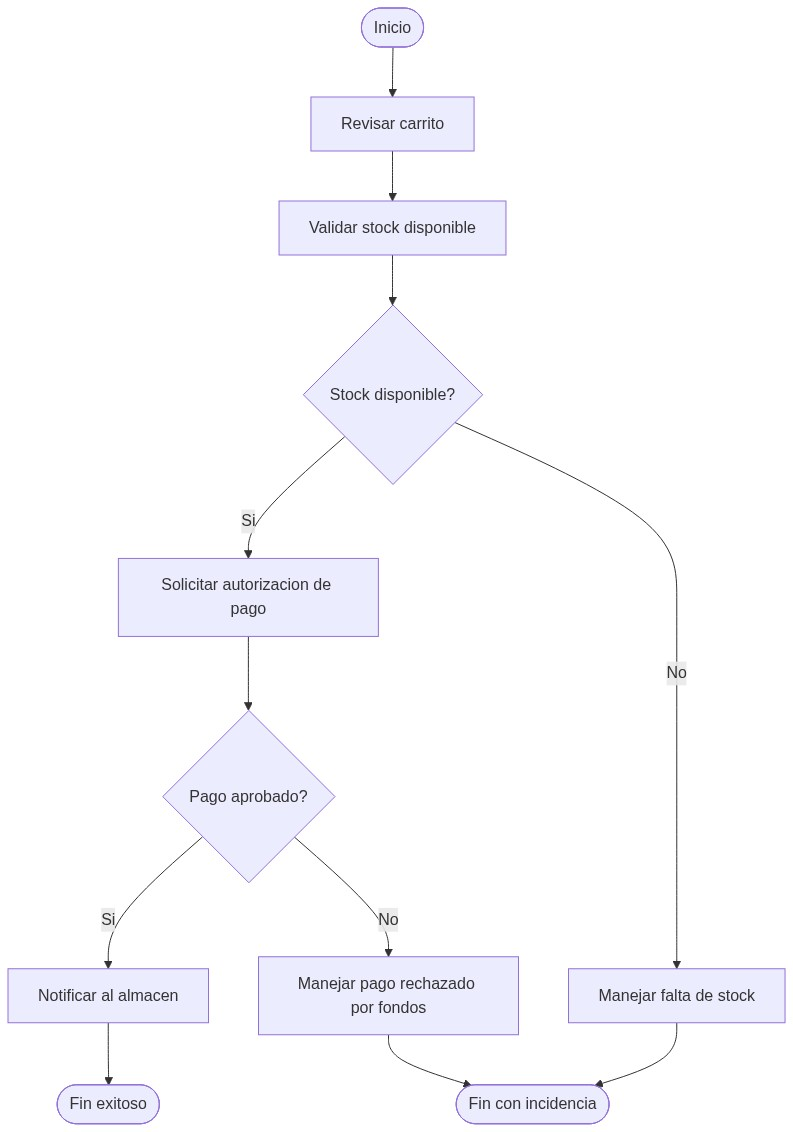 Inicio
Revisar carrito
Validar stock disponible
Stock disponible?
Si
Solicitar autorizacion de
pago
No
Pago aprobado?
Si
No
Notificar al almacen
Manejar pago rechazado
por fondos
Manejar falta de stock
Fin exitoso
Fin con incidencia